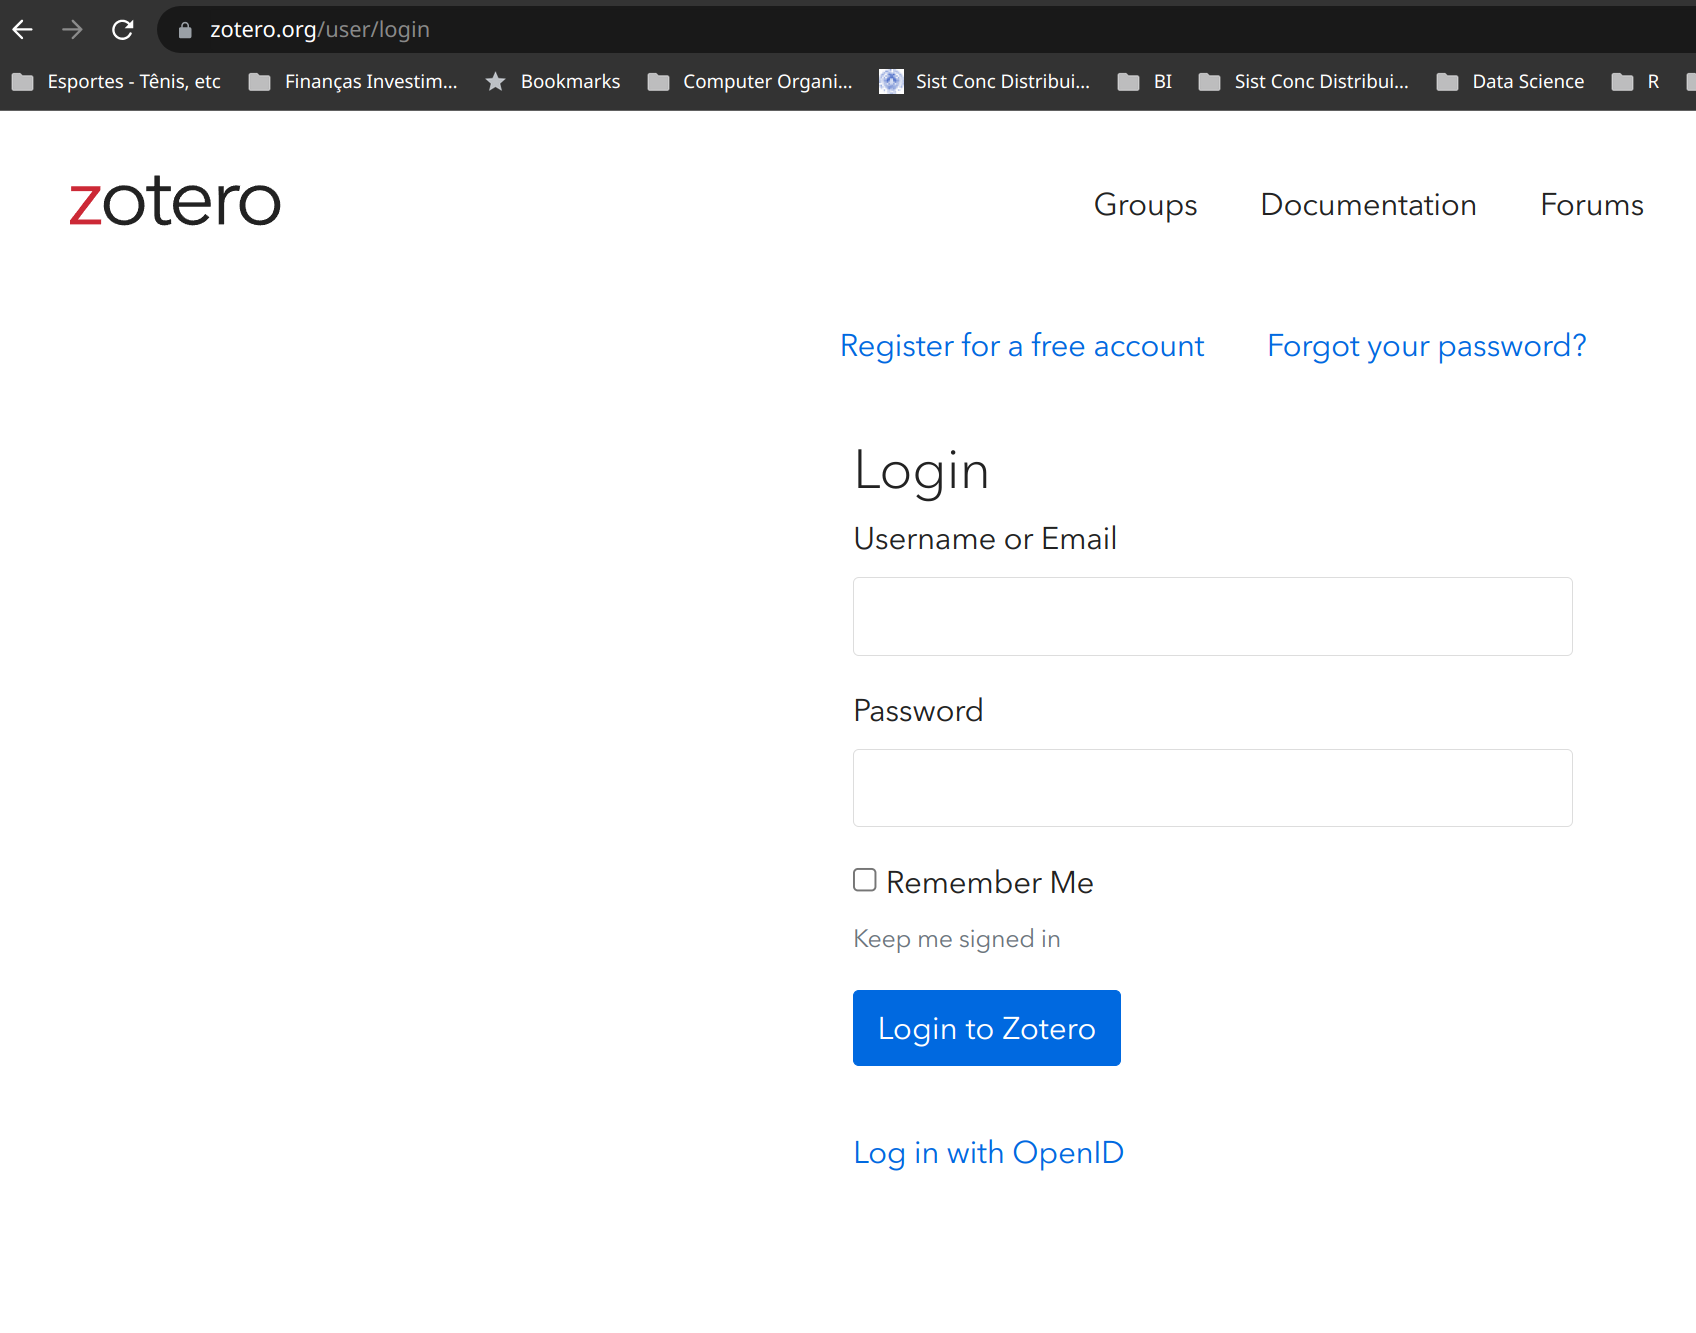 zotero.org/user/login
Esportes - Tênis, etc Finanças Investim... Bookmarks Computer Organi... Sist Conc Distribui... BI Sist Conc Distribui... Data Science R
zotero Groups Documentation Forums
Register for a free account Forgot your password?
Login
Username or Email
Password
Remember Me
Keep me signed in
Login to Zotero
Log in with OpenID